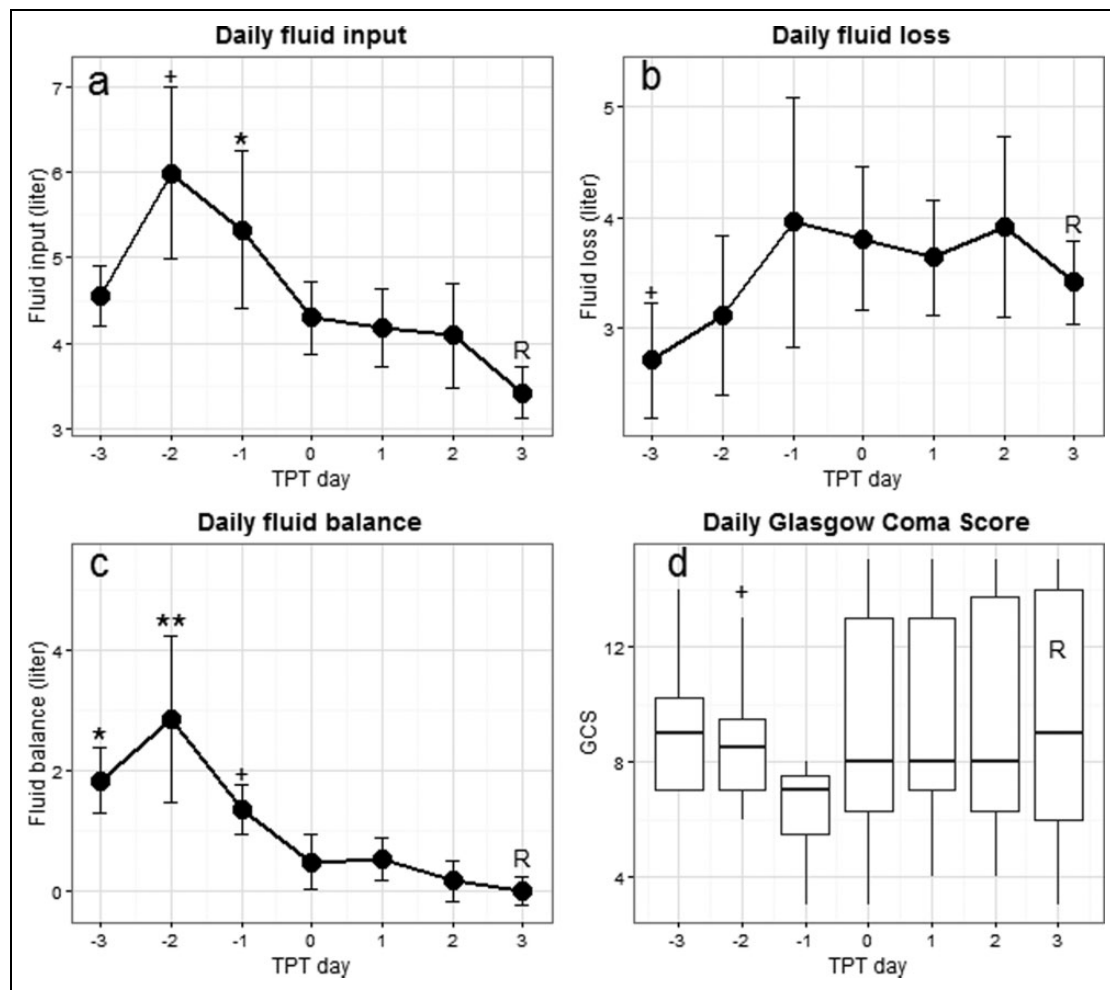 Daily fluid input
a
Fluid input (liter)
7
6
5
4
3
+
*
R
-3 -2 -1 0 1 2 3
TPT day
Daily fluid loss
b
Fluid loss (liter)
5
4
3
+
R
-3 -2 -1 0 1 2 3
TPT day
Daily fluid balance
c
Fluid balance (liter)
4
2
0
*
**
+
R
-3 -2 -1 0 1 2 3
TPT day
Daily Glasgow Coma Score
d
GCS
12
8
4
+
R
-3 -2 -1 0 1 2 3
TPT day